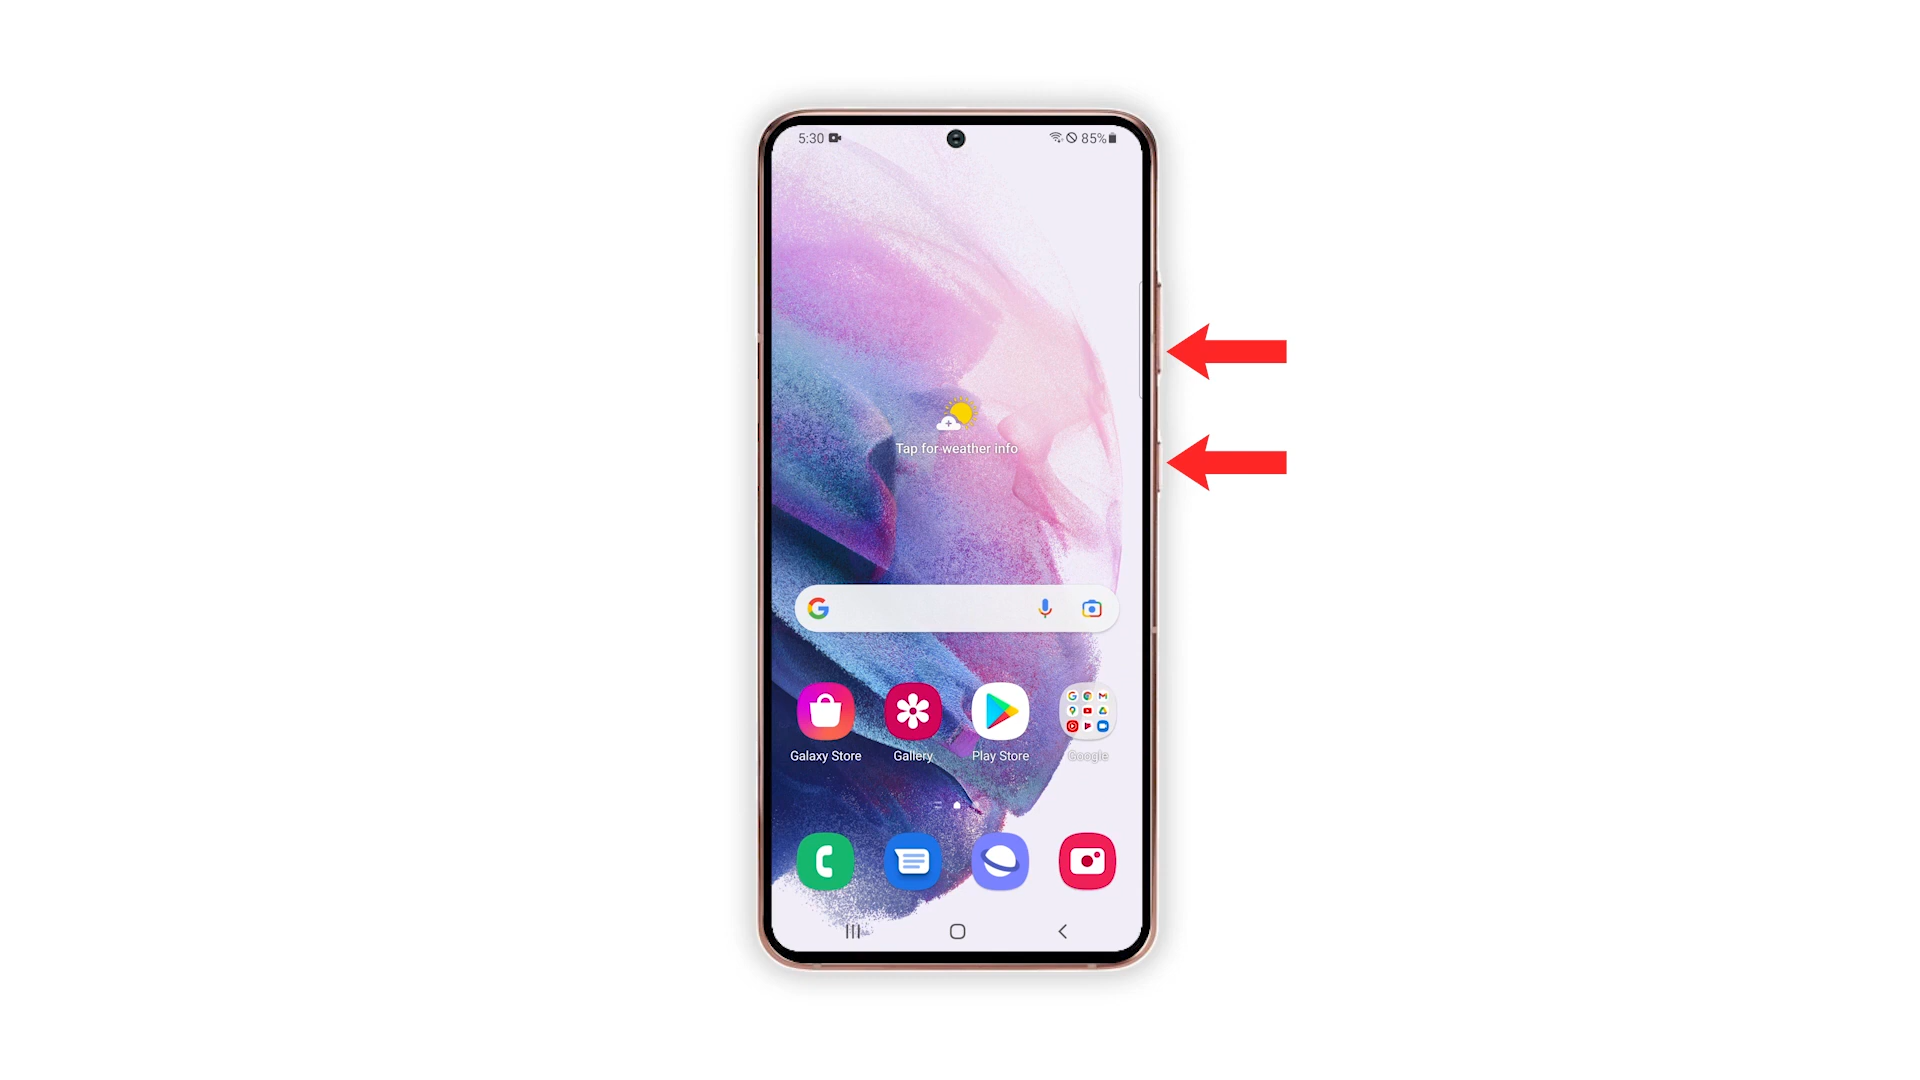 5:30
85%
Tap for weather info
Galaxy Store
Gallery
Play Store
Google